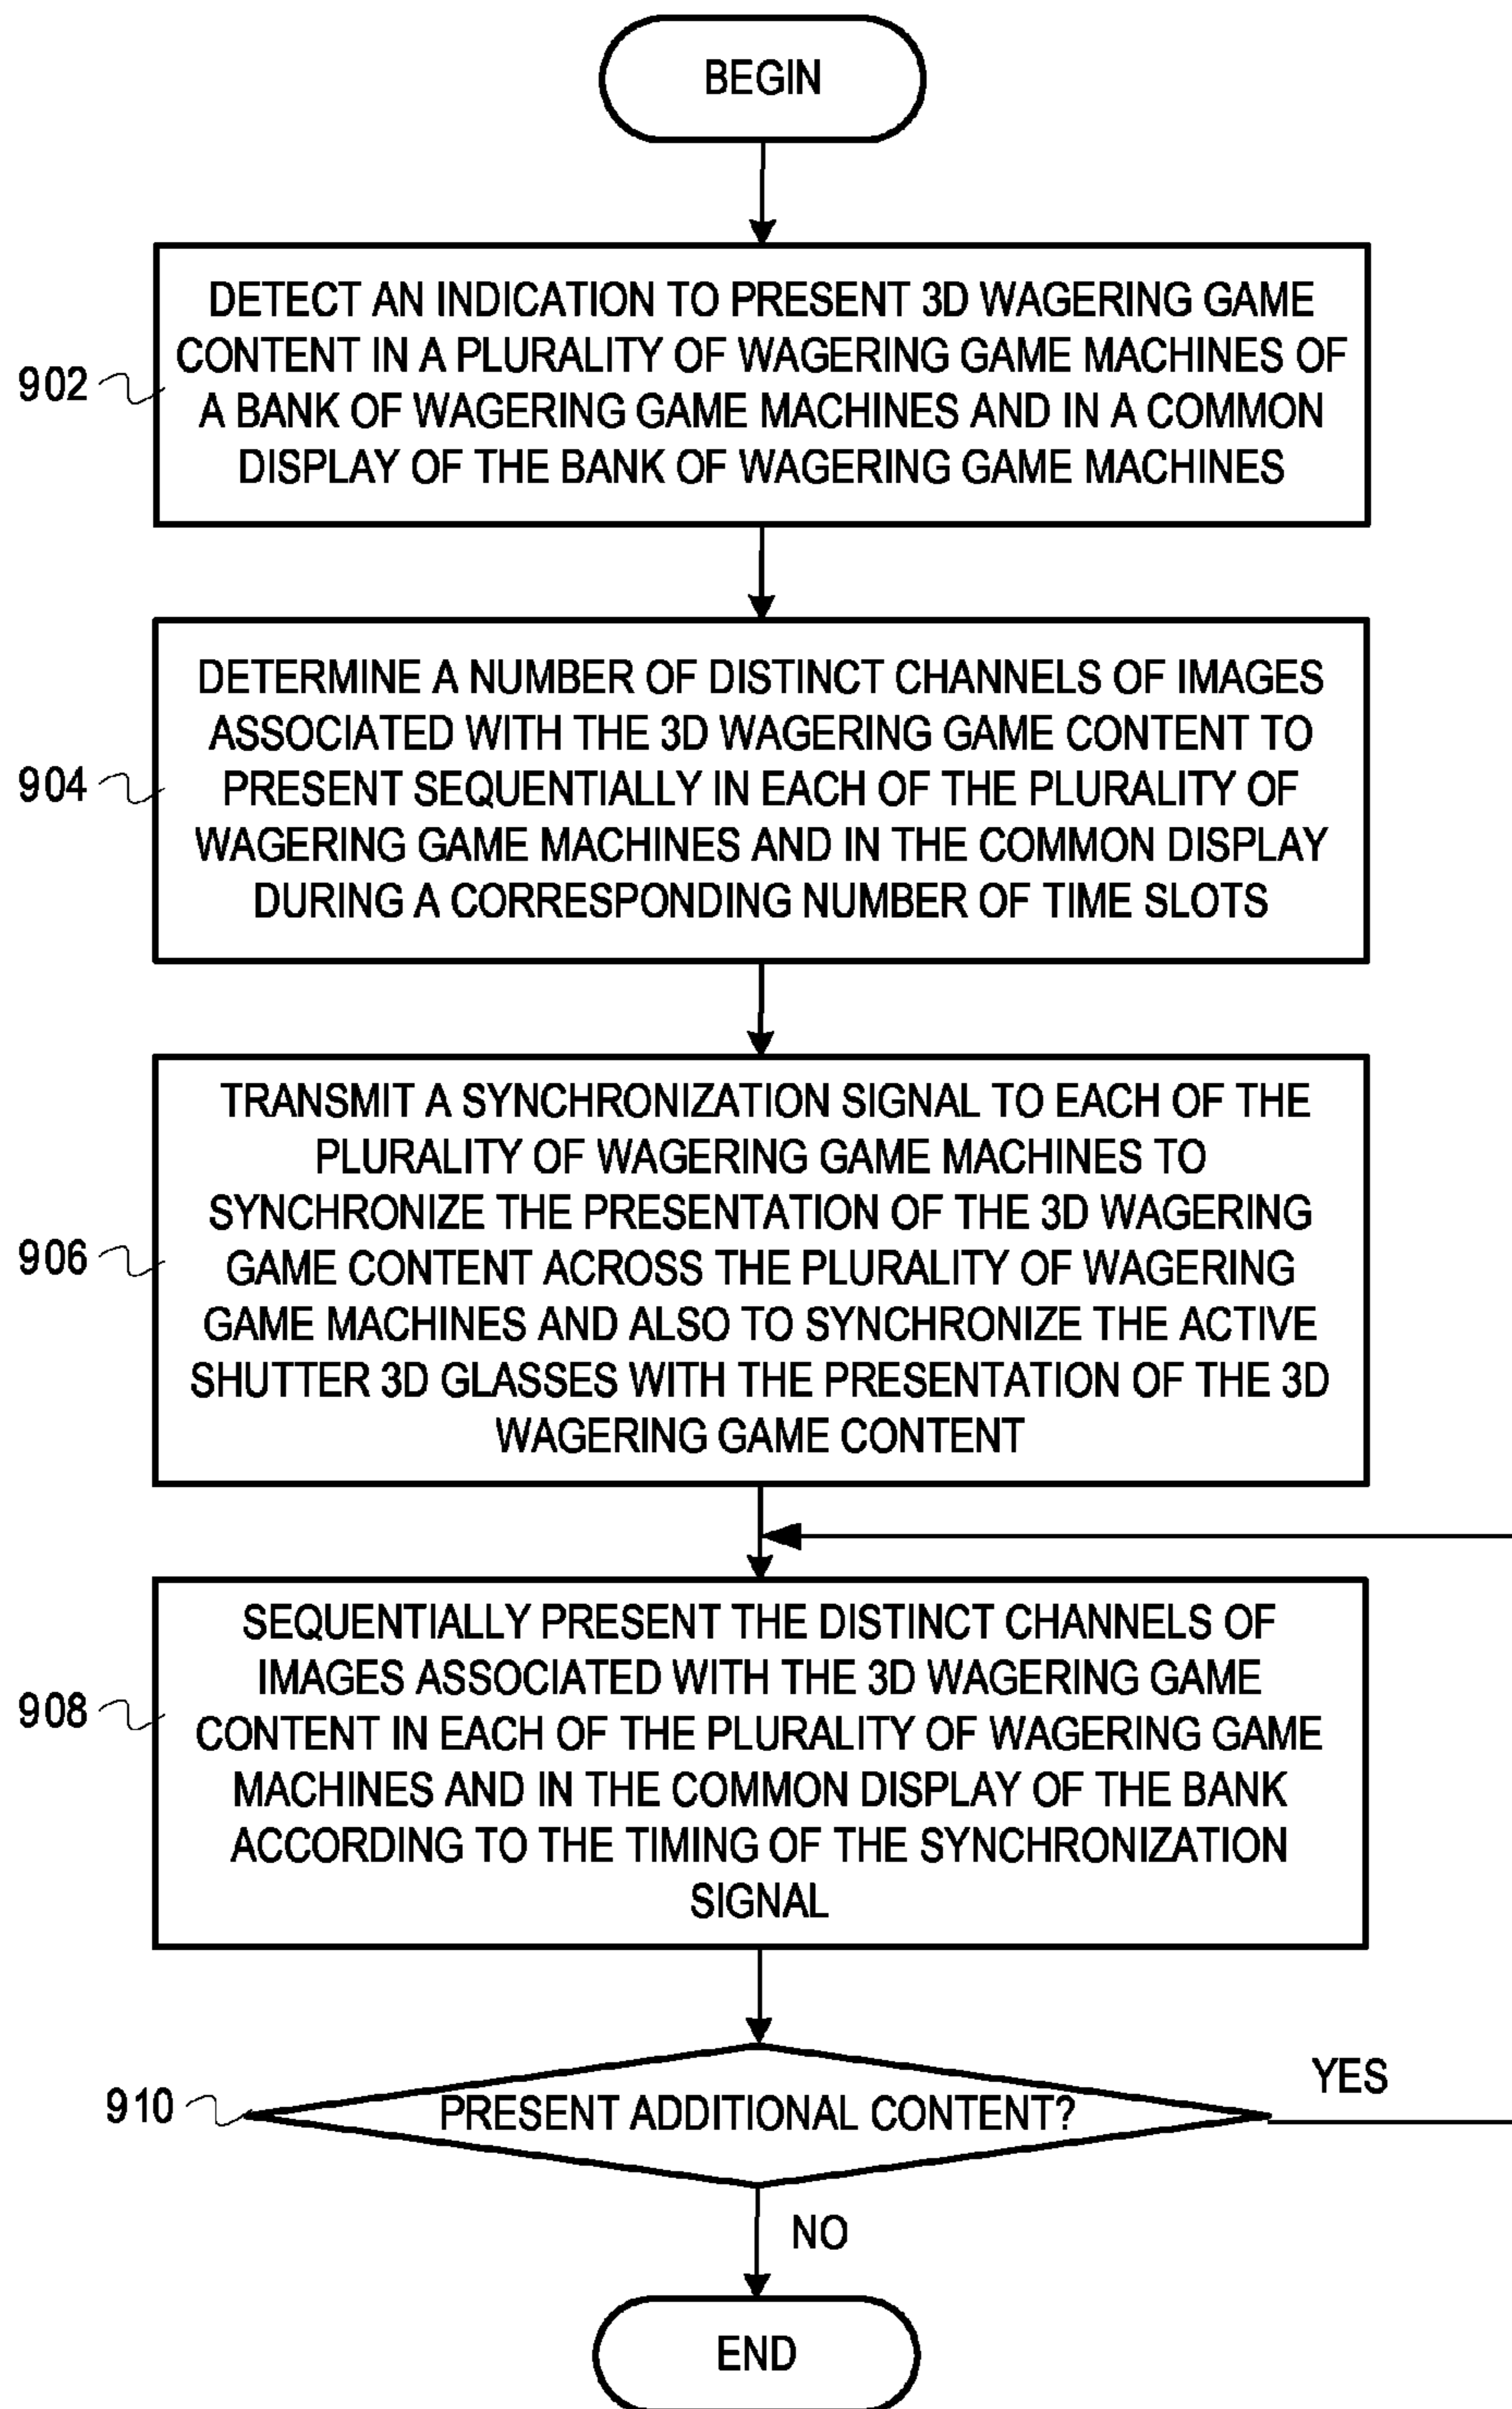 BEGIN
DETECT AN INDICATION TO PRESENT 3D WAGERING GAME
CONTENT IN A PLURALITY OF WAGERING GAME MACHINES OF
A BANK OF WAGERING GAME MACHINES AND IN A COMMON
DISPLAY OF THE BANK OF WAGERING GAME MACHINES
902
DETERMINE A NUMBER OF DISTINCT CHANNELS OF IMAGES
ASSOCIATED WITH THE 3D WAGERING GAME CONTENT TO
PRESENT SEQUENTIALLY IN EACH OF THE PLURALITY OF
WAGERING GAME MACHINES AND IN THE COMMON DISPLAY
DURING A CORRESPONDING NUMBER OF TIME SLOTS
904
TRANSMIT A SYNCHRONIZATION SIGNAL TO EACH OF THE
PLURALITY OF WAGERING GAME MACHINES TO
SYNCHRONIZE THE PRESENTATION OF THE 3D WAGERING
GAME CONTENT ACROSS THE PLURALITY OF WAGERING
GAME MACHINES AND ALSO TO SYNCHRONIZE THE ACTIVE
SHUTTER 3D GLASSES WITH THE PRESENTATION OF THE 3D
WAGERING GAME CONTENT
906
SEQUENTIALLY PRESENT THE DISTINCT CHANNELS OF
IMAGES ASSOCIATED WITH THE 3D WAGERING GAME
CONTENT IN EACH OF THE PLURALITY OF WAGERING GAME
MACHINES AND IN THE COMMON DISPLAY OF THE BANK
ACCORDING TO THE TIMING OF THE SYNCHRONIZATION
SIGNAL
908
PRESENT ADDITIONAL CONTENT?
910
YES
NO
END